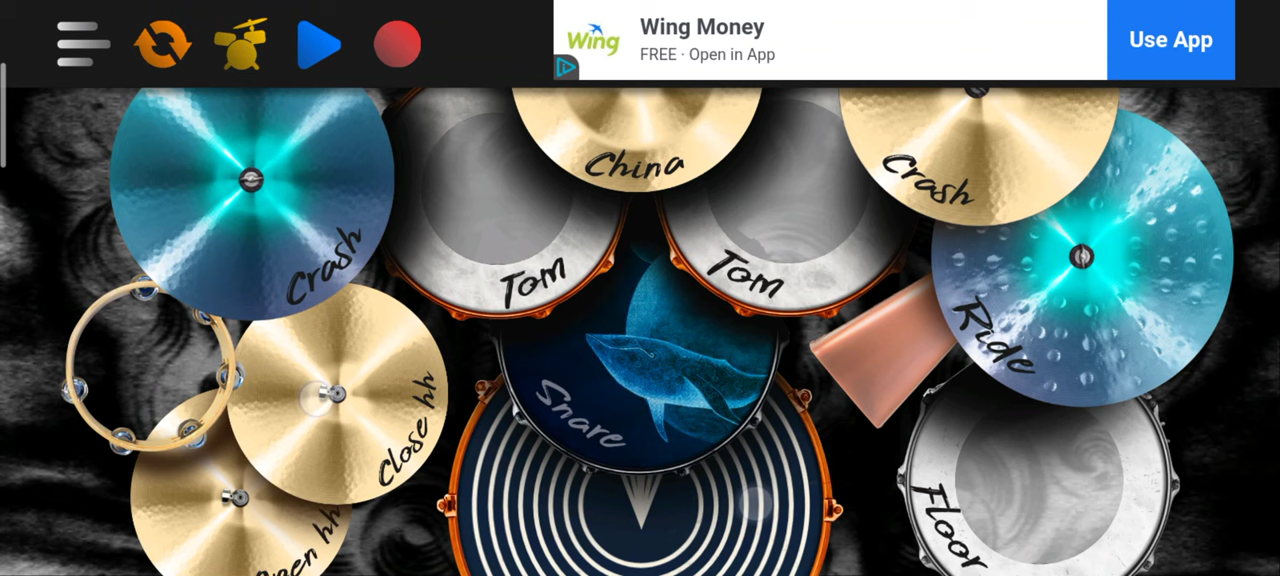 Wing
Wing Money
FREE · Open in App
Use App
China
Crash
Crash
Tom
Tom
Ride
Snare
Close hh
Floor
hh